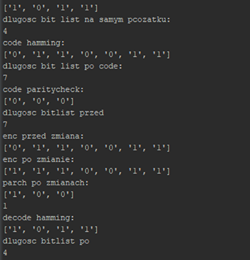 ['1', '0', '1', '1']
dlugosc bit list na samym pcozatku:
4
code hamming:
['0', '1', '1', '0', '0', '1', '1']
dlugosc bit list po code:
7
code paritycheck:
['0', '0', '0']
dlugosc bitlist przed
7
enc przed zmiana:
['0', '1', '1', '0', '0', '1', '1']
enc po zmianie:
['1', '1', '1', '0', '0', '1', '1']
parch po zmianach:
['1', '0', '0']
1
decode hamming:
['1', '0', '1', '1']
dlugosc bitlist po
4